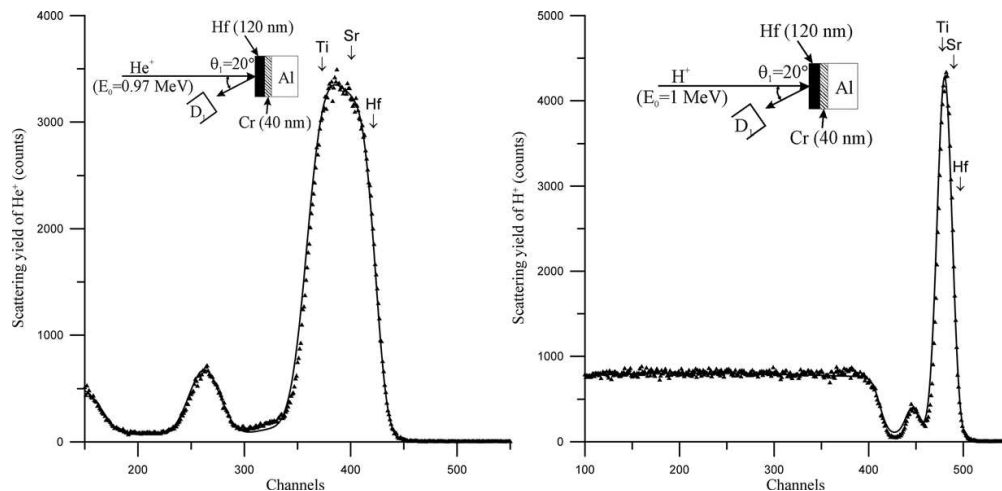 4000
3000
2000
1000
0
Scattering yield of He⁺ (counts)
Hf (120 nm)
He⁺
(E₀=0.97 MeV)
θ₁=20°
Al
D₁
Cr (40 nm)
Ti
Sr
Hf
200
300
400
500
Channels
5000
4000
3000
2000
1000
0
Scattering yield of H⁺ (counts)
Hf (120 nm)
H⁺
(E₀=1 MeV)
θ₁=20°
Al
D₁
Cr (40 nm)
Ti
Sr
Hf
100
200
300
400
500
Channels